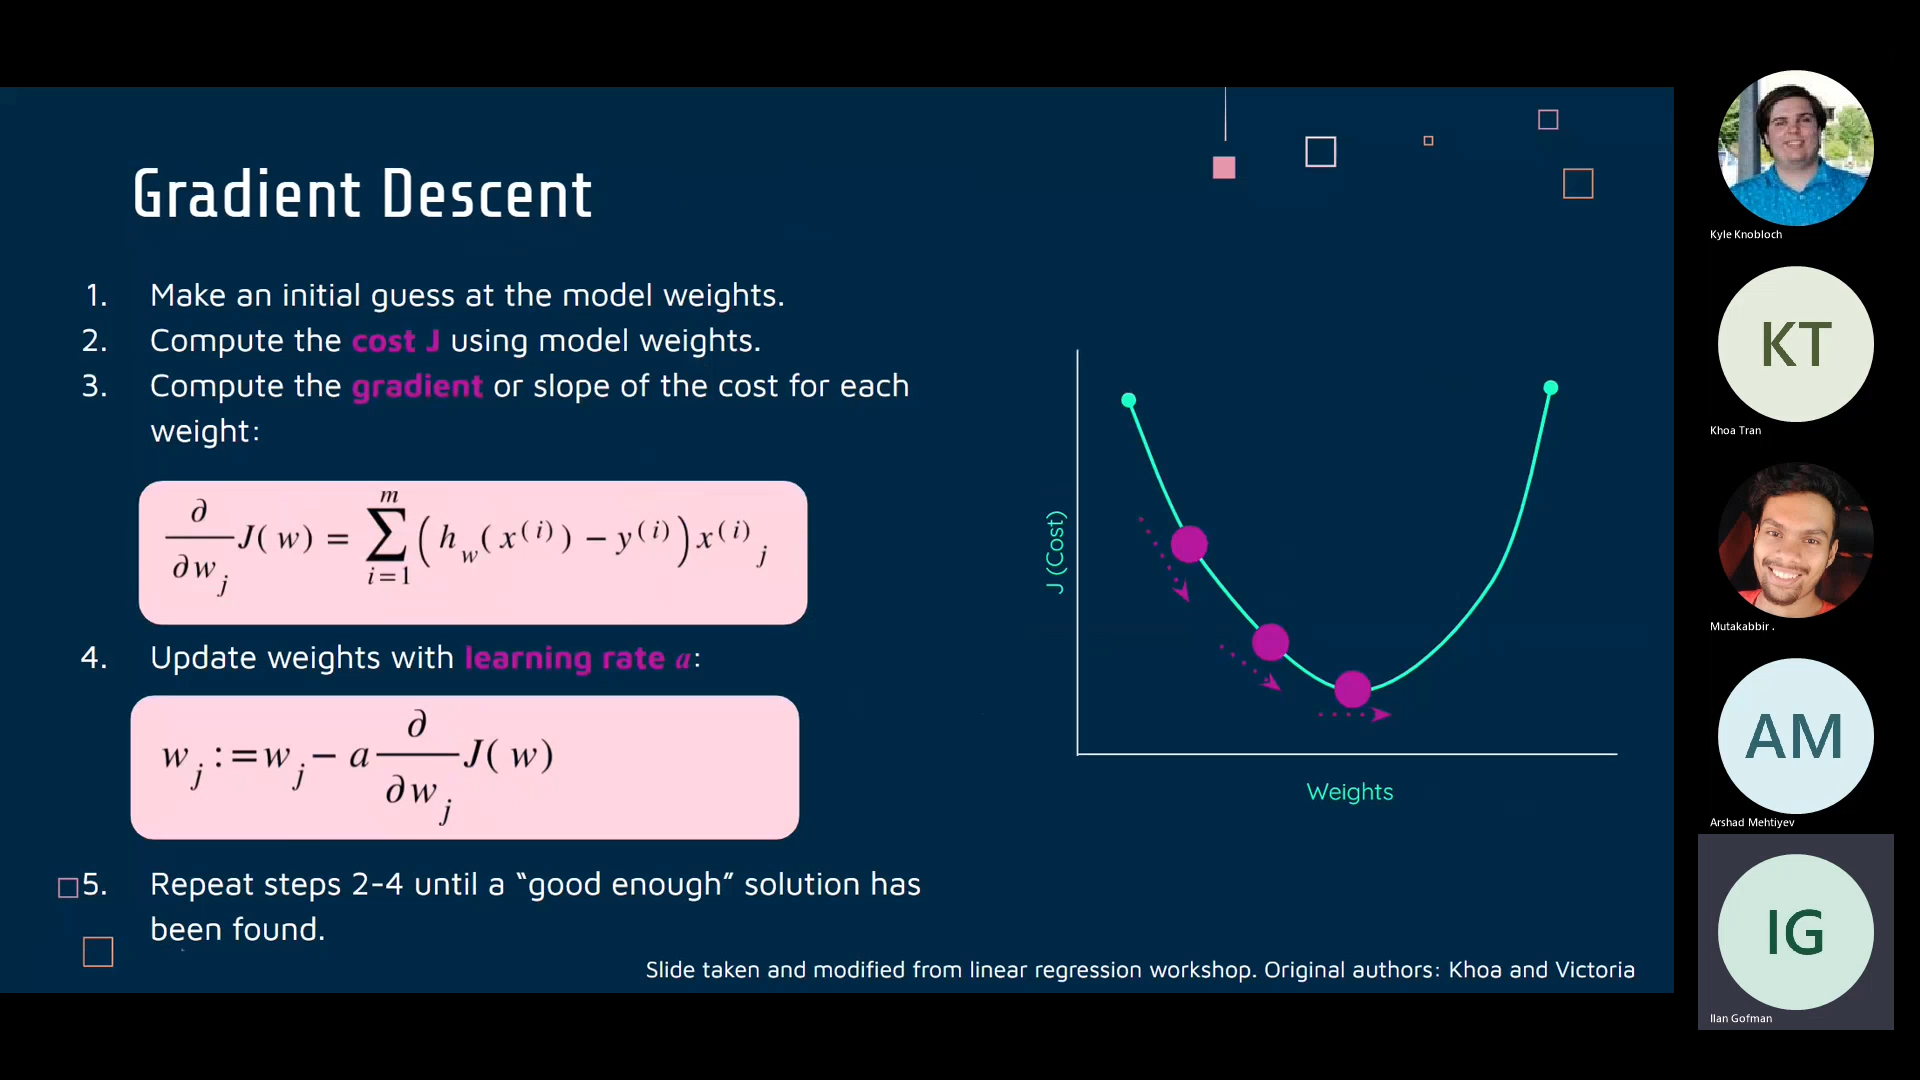 Gradient Descent
1. Make an initial guess at the model weights.
2. Compute the cost J using model weights.
3. Compute the gradient or slope of the cost for each
weight:
∂/∂w_j J(w) = ∑_{i=1}^{m} (h_w(x^(i)) − y^(i)) x^(i)_j
4. Update weights with learning rate a:
w_j := w_j − a ∂/∂w_j J(w)
5. Repeat steps 2-4 until a “good enough” solution has
been found.
J (Cost)
Weights
Slide taken and modified from linear regression workshop. Original authors: Khoa and Victoria
Kyle Knobloch
KT
Khoa Tran
Mutakabbir .
AM
Arshad Mehtiyev
IG
Ilan Gofman